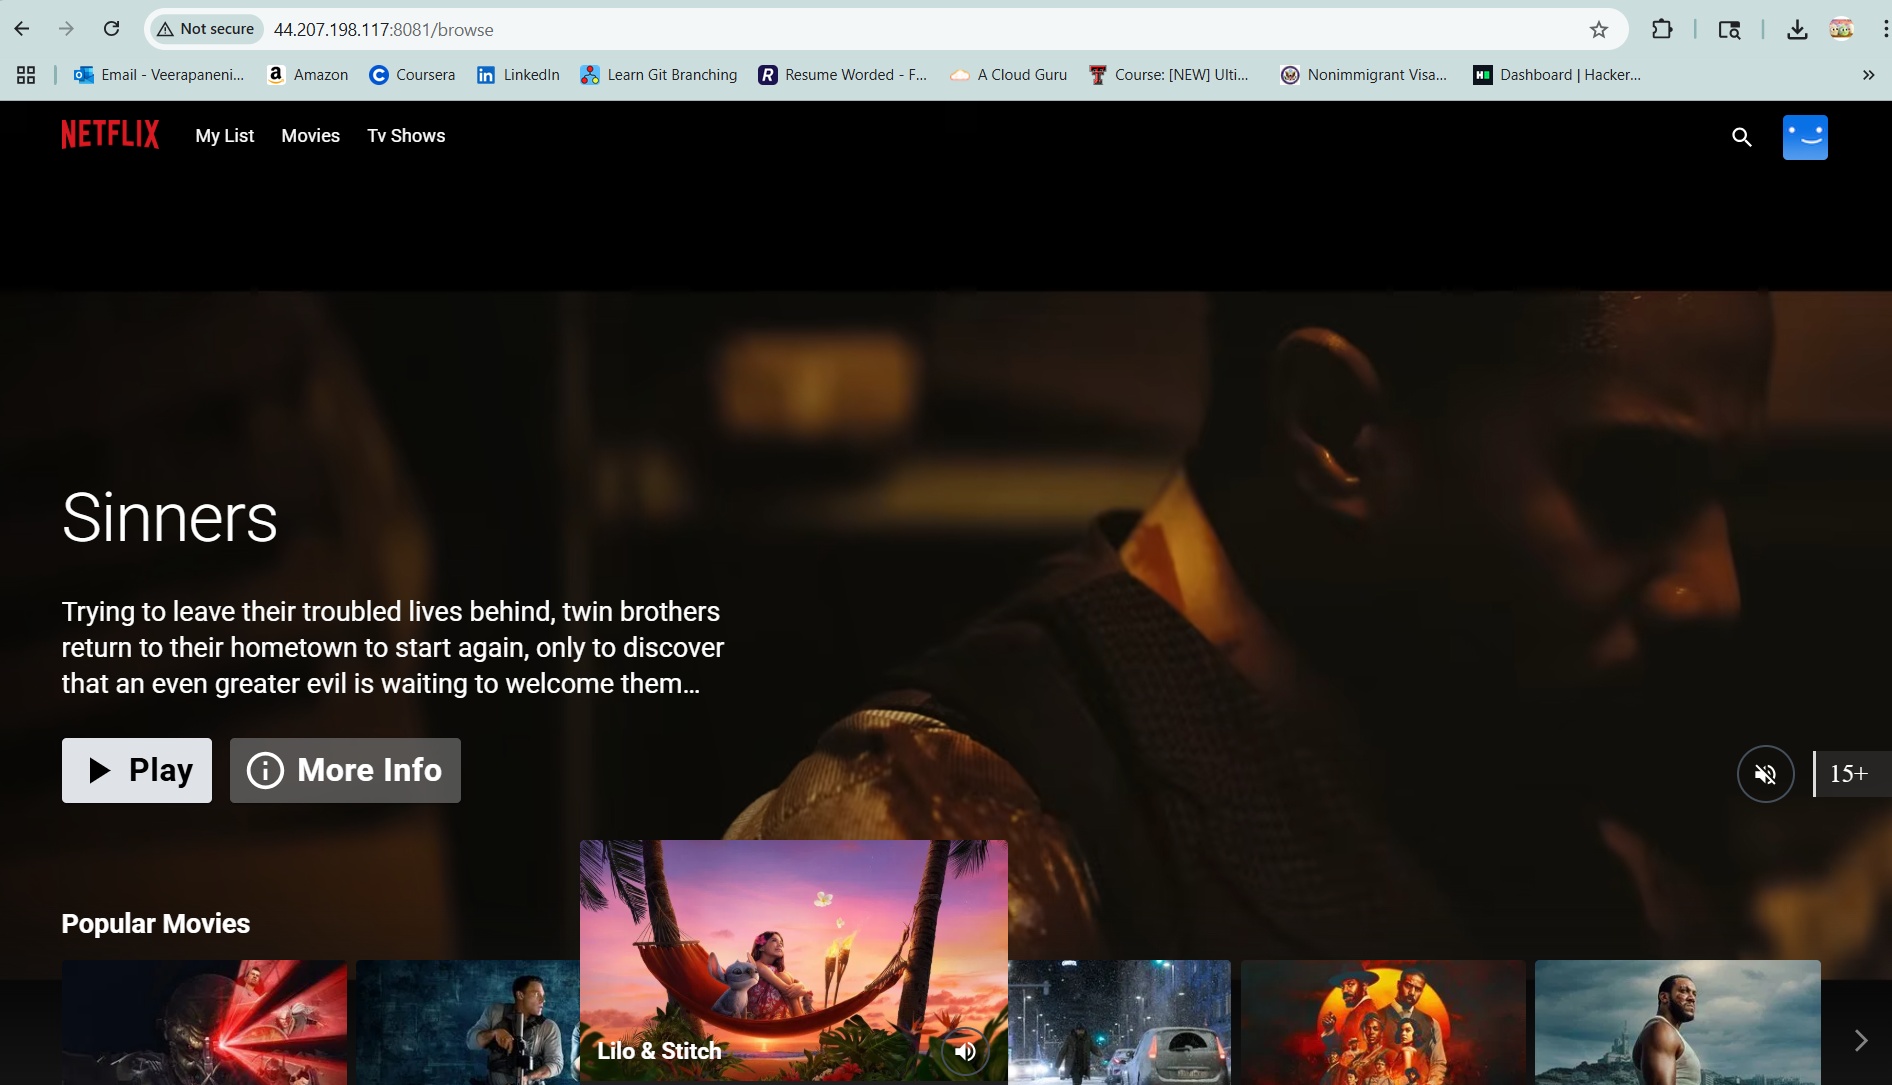 Not secure
44.207.198.117:8081/browse
Email - Veerapaneni...
Amazon
Coursera
LinkedIn
Learn Git Branching
Resume Worded - F...
A Cloud Guru
Course: [NEW] Ulti...
Nonimmigrant Visa...
Dashboard | Hacker...
NETFLIX
My List
Movies
Tv Shows
Sinners
Trying to leave their troubled lives behind, twin brothers
return to their hometown to start again, only to discover
that an even greater evil is waiting to welcome them...
Play
More Info
15+
Popular Movies
Lilo & Stitch